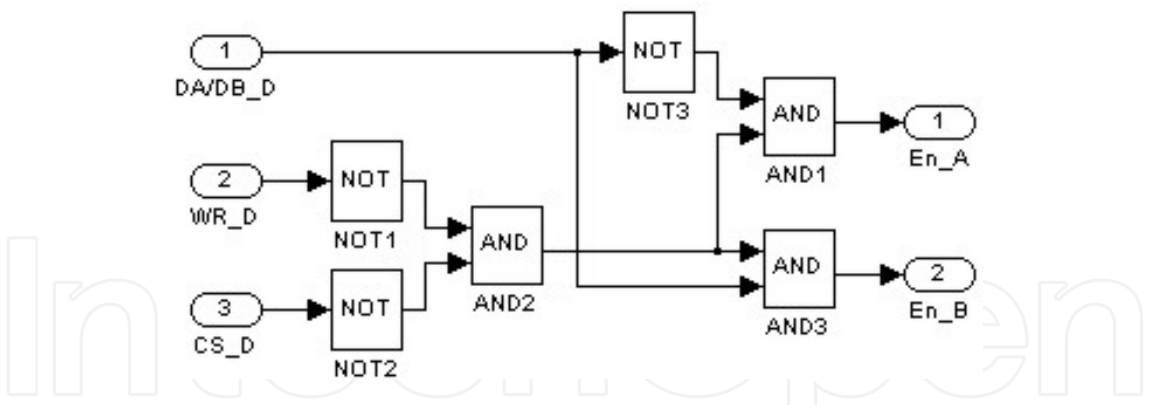 1
DA/DB_D
NOT
NOT3
AND
AND1
1
En_A
2
WR_D
NOT
NOT1
AND
AND2
3
CS_D
NOT
NOT2
AND
AND3
2
En_B
IntechOpen